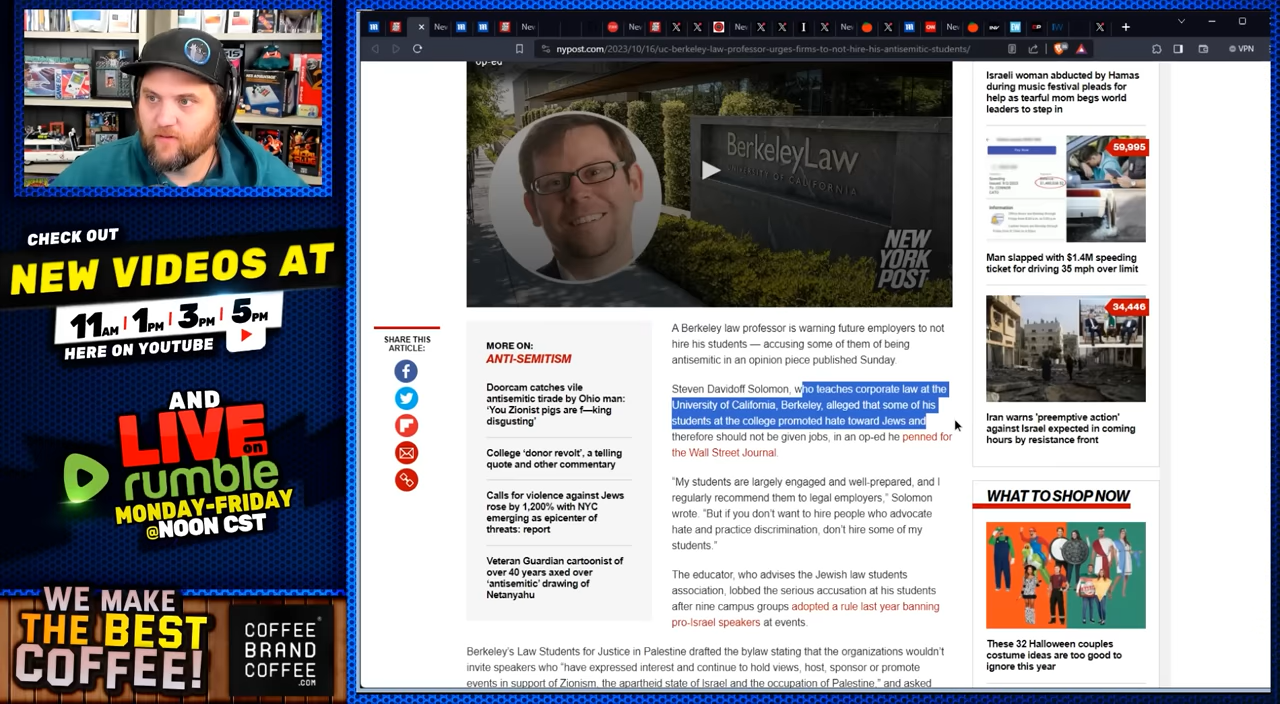 CHECK OUT
NEW VIDEOS AT
11AM | 1PM | 3PM | 5PM
HERE ON YOUTUBE
AND
LIVE on
rumble
MONDAY-FRIDAY
@NOON CST
WE MAKE
THE BEST
COFFEE!
COFFEE
BRAND
COFFEE
.COM
nypost.com/2023/10/16/uc-berkeley-law-professor-urges-firms-to-not-hire-his-antisemitic-students/
VPN
op-ed
BerkeleyLaw
UNIVERSITY OF CALIFORNIA
NEW
YORK
POST
SHARE THIS
ARTICLE:
MORE ON:
ANTI-SEMITISM
Doorcam catches vile
antisemitic tirade by Ohio man:
‘You Zionist pigs are f—king
disgusting’
College ‘donor revolt’, a telling
quote and other commentary
Calls for violence against Jews
rose by 1,200% with NYC
emerging as epicenter of
threats: report
Veteran Guardian cartoonist of
over 40 years axed over
‘antisemitic’ drawing of
Netanyahu
A Berkeley law professor is warning future employers to not
hire his students — accusing some of them of being
antisemitic in an opinion piece published Sunday.
Steven Davidoff Solomon, who teaches corporate law at the
University of California, Berkeley, alleged that some of his
students at the college promoted hate toward Jews and
therefore should not be given jobs, in an op-ed he penned for
the Wall Street Journal.
“My students are largely engaged and well-prepared, and I
regularly recommend them to legal employers,” Solomon
wrote. “But if you don’t want to hire people who advocate
hate and practice discrimination, don’t hire some of my
students.”
The educator, who advises the Jewish law students
association, lobbed the serious accusation at his students
after nine campus groups adopted a rule last year banning
pro-Israel speakers at events.
Berkeley’s Law Students for Justice in Palestine drafted the bylaw stating that the organizations wouldn’t
invite speakers who “have expressed interest and continue to hold views, host, sponsor or promote
events in support of Zionism, the apartheid state of Israel and the occupation of Palestine,” and asked
Israeli woman abducted by Hamas
during music festival pleads for
help as tearful mom begs world
leaders to step in
59,995
Man slapped with $1.4M speeding
ticket for driving 35 mph over limit
34,446
Iran warns 'preemptive action'
against Israel expected in coming
hours by resistance front
WHAT TO SHOP NOW
These 32 Halloween couples
costume ideas are too good to
ignore this year